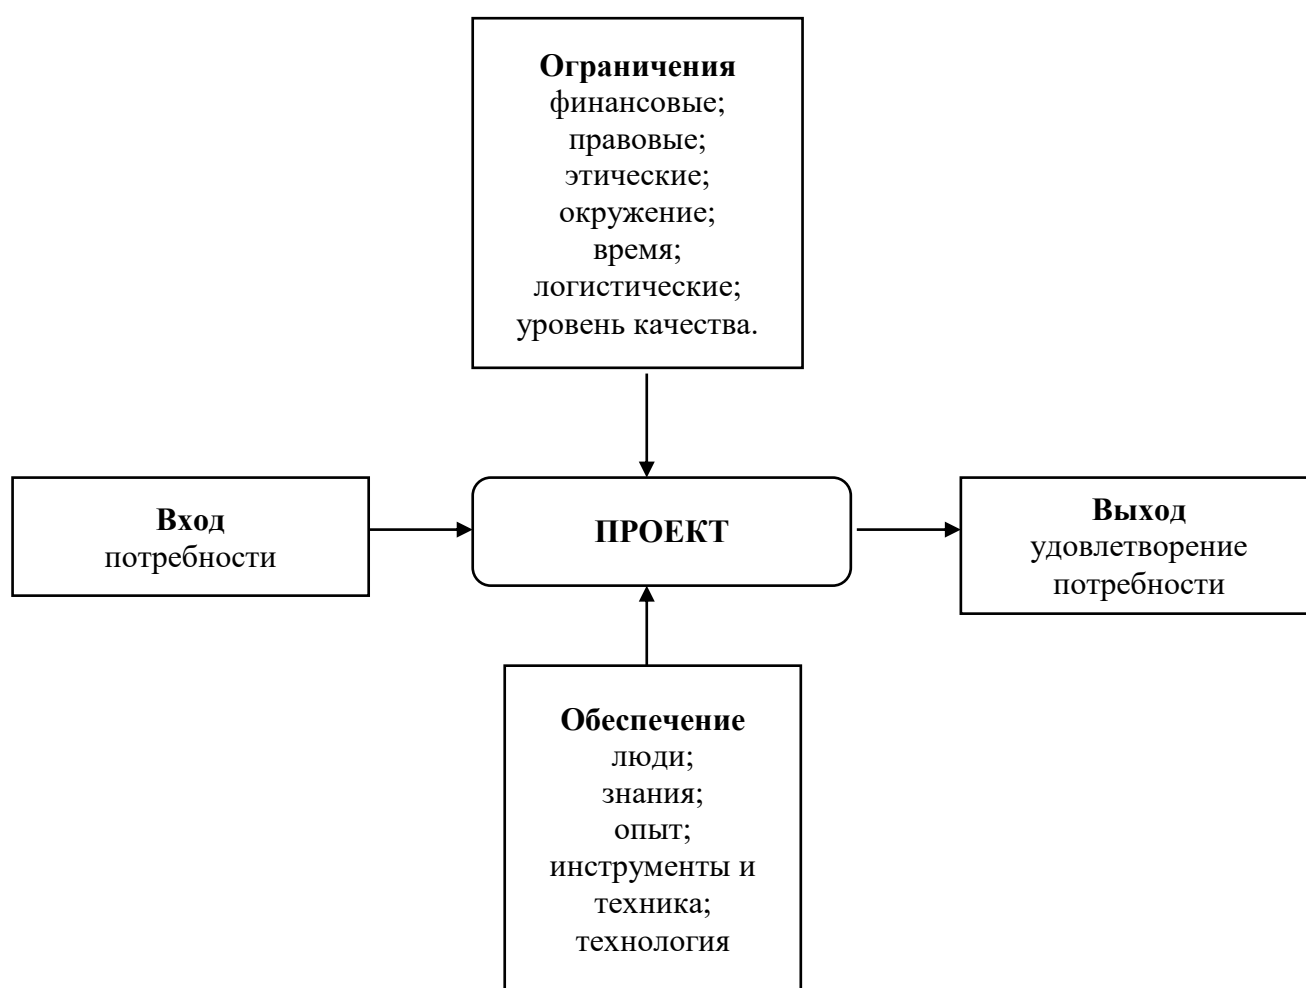 Ограничения
финансовые;
правовые;
этические;
окружение;
время;
логистические;
уровень качества.
Вход
потребности
ПРОЕКТ
Выход
удовлетворение
потребности
Обеспечение
люди;
знания;
опыт;
инструменты и
техника;
технология